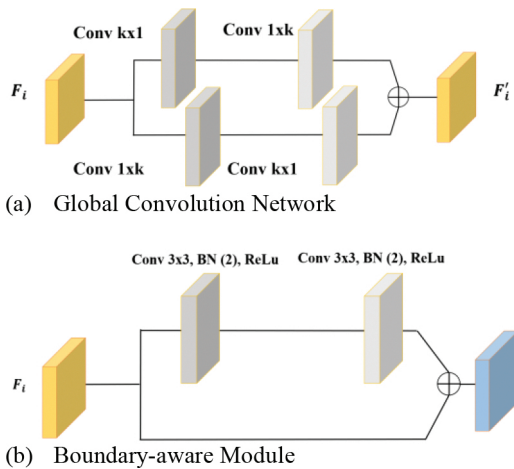 Conv kx1
Conv 1xk
F_i
F'_i
Conv 1xk
Conv kx1
(a) Global Convolution Network
Conv 3x3, BN (2), ReLu
Conv 3x3, BN (2), ReLu
F_i
(b) Boundary-aware Module